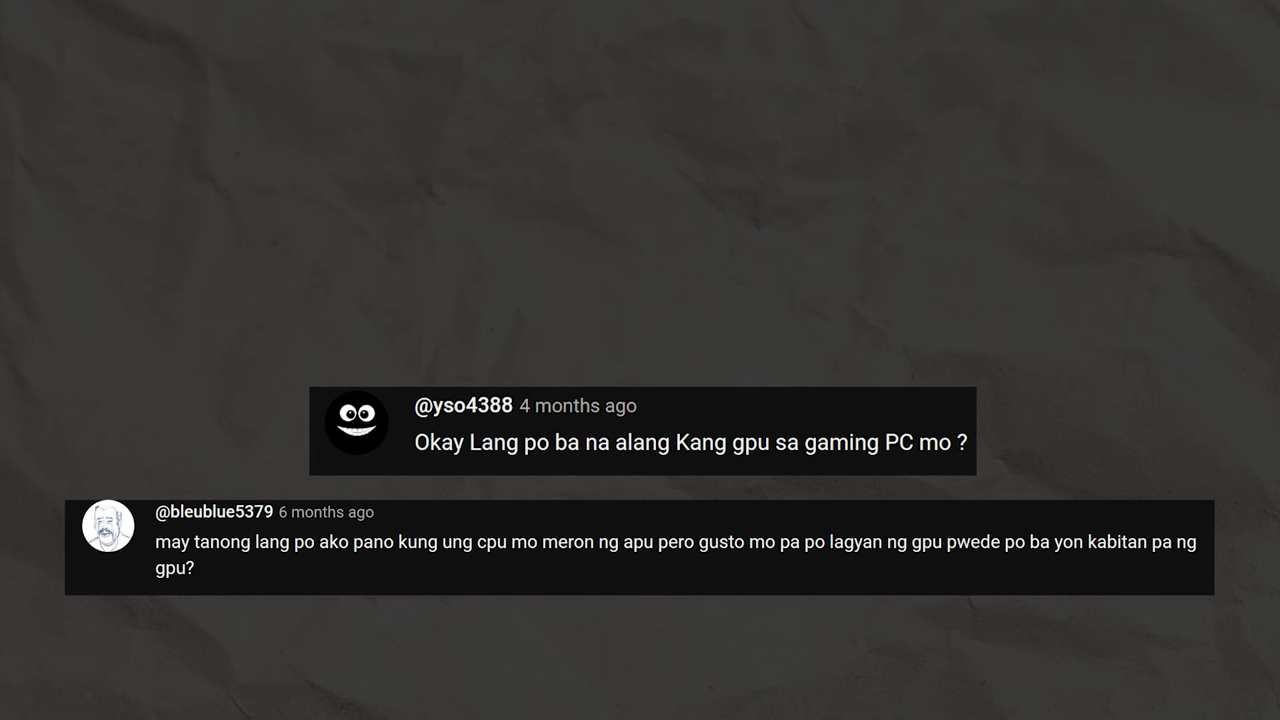 @yso4388 4 months ago
Okay Lang po ba na alang Kang gpu sa gaming PC mo ?
@bleublue5379 6 months ago
may tanong lang po ako pano kung ung cpu mo meron ng apu pero gusto mo pa po lagyan ng gpu pwede po ba yon kabitan pa ng
gpu?